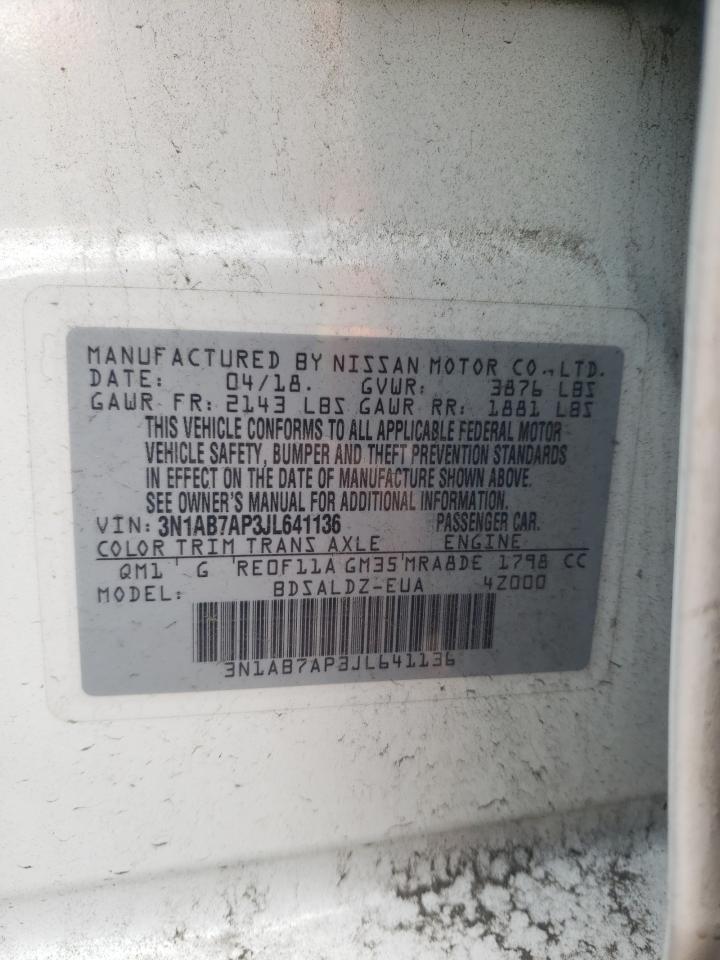 MANUFACTURED BY NISSAN MOTOR CO., LTD.
DATE: 04/18. GVWR: 3876 LBS
GAWR FR: 2143 LBS GAWR RR: 1881 LBS
THIS VEHICLE CONFORMS TO ALL APPLICABLE FEDERAL MOTOR
VEHICLE SAFETY, BUMPER AND THEFT PREVENTION STANDARDS
IN EFFECT ON THE DATE OF MANUFACTURE SHOWN ABOVE.
SEE OWNER'S MANUAL FOR ADDITIONAL INFORMATION.
VIN: 3N1AB7AP3JL641136 PASSENGER CAR.
COLOR TRIM TRANS AXLE ENGINE
QM1 G RE0F11A GM35 MRA8DE 1798 CC
MODEL: BDSALDZ-EUA 4Z000
3N1AB7AP3JL641136